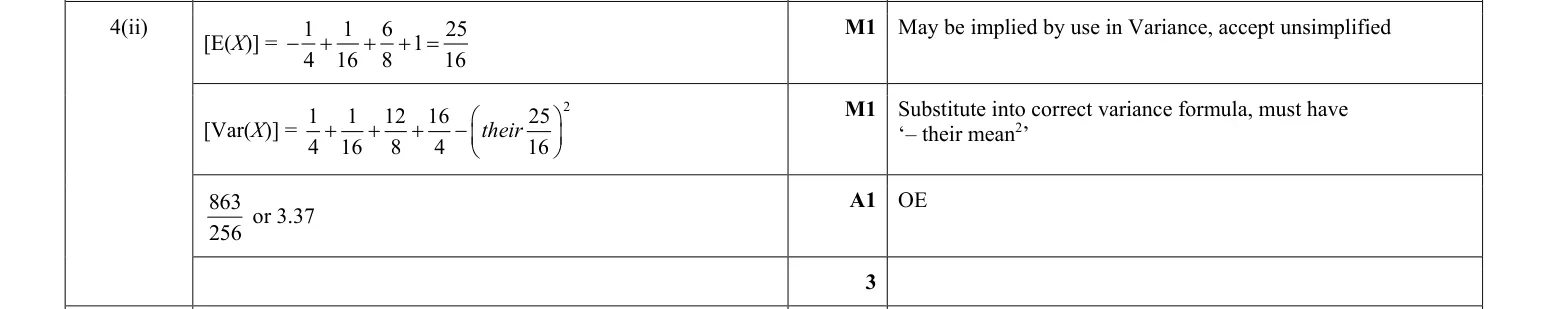 4(ii)
[E(X)] = −1/4 + 1/16 + 6/8 + 1 = 25/16
M1
May be implied by use in Variance, accept unsimplified
[Var(X)] = 1/4 + 1/16 + 12/8 + 16/4 − (their 25/16)²
M1
Substitute into correct variance formula, must have
‘– their mean²’
863/256 or 3.37
A1
OE
3